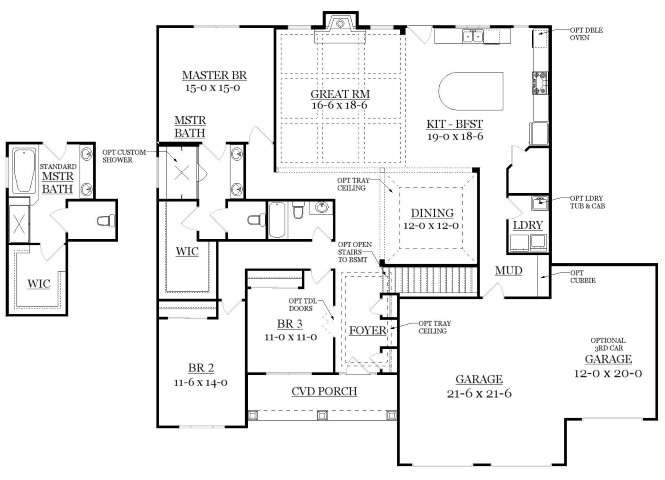 OPT DBLE
OVEN
MASTER BR
15-0 x 15-0
GREAT RM
16-6 x 18-6
KIT - BFST
19-0 x 18-6
MSTR
BATH
OPT CUSTOM
SHOWER
STANDARD
MSTR
BATH
OPT TRAY
CEILING
DINING
12-0 x 12-0
OPT LDRY
TUB & CAB
LDRY
WIC
WIC
OPT OPEN
STAIRS
TO BSMT
MUD
OPT
CUBBIE
OPT TDL
DOORS
BR 3
11-0 x 11-0
FOYER
OPT TRAY
CEILING
OPTIONAL
3RD CAR
GARAGE
12-0 x 20-0
BR 2
11-6 x 14-0
GARAGE
21-6 x 21-6
CVD PORCH